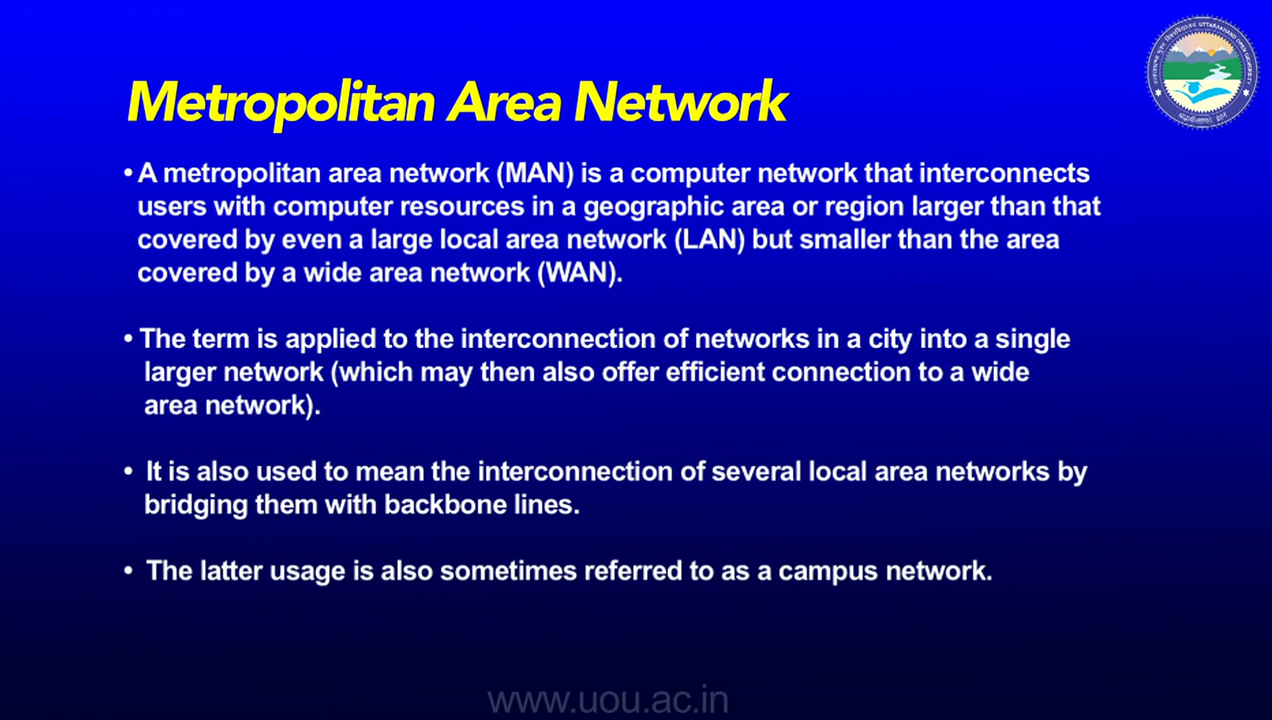 Metropolitan Area Network
• A metropolitan area network (MAN) is a computer network that interconnects
users with computer resources in a geographic area or region larger than that
covered by even a large local area network (LAN) but smaller than the area
covered by a wide area network (WAN).
• The term is applied to the interconnection of networks in a city into a single
larger network (which may then also offer efficient connection to a wide
area network).
• It is also used to mean the interconnection of several local area networks by
bridging them with backbone lines.
• The latter usage is also sometimes referred to as a campus network.
www.uou.ac.in
UTTARAKHAND OPEN UNIVERSITY